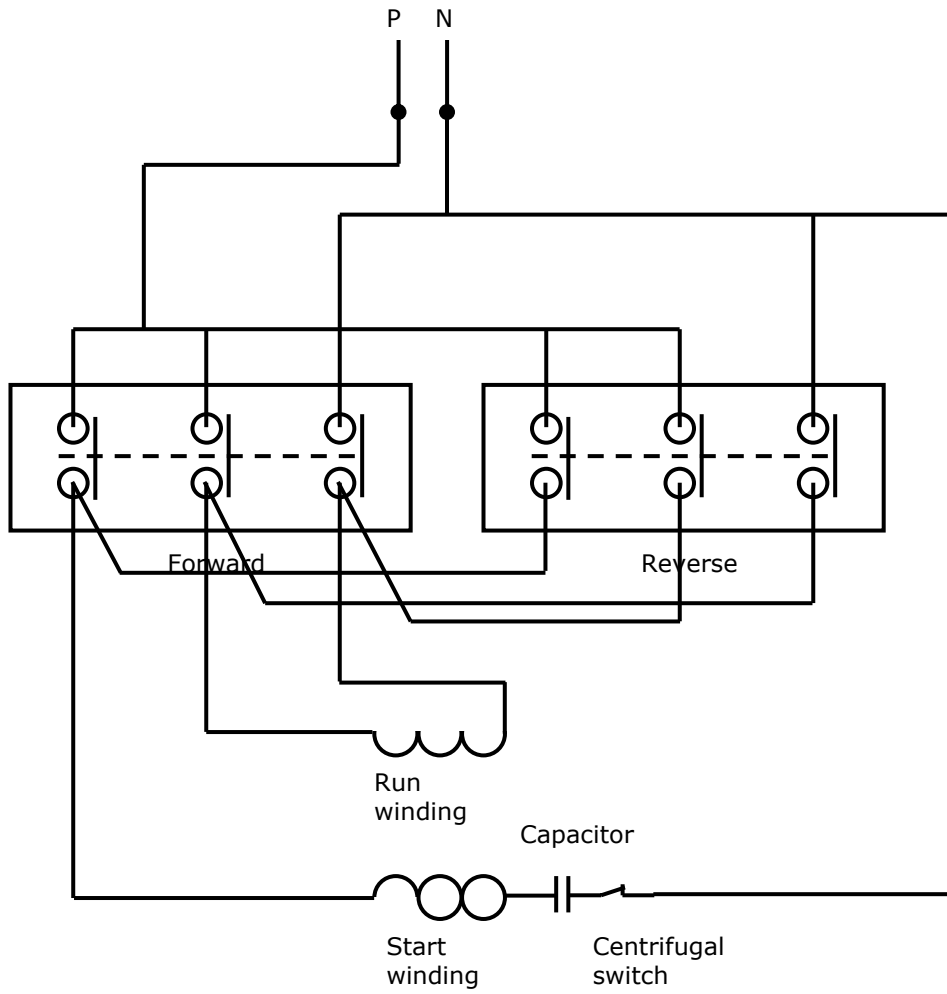 P N
Forward
Reverse
Run
winding
Capacitor
Start
winding
Centrifugal
switch